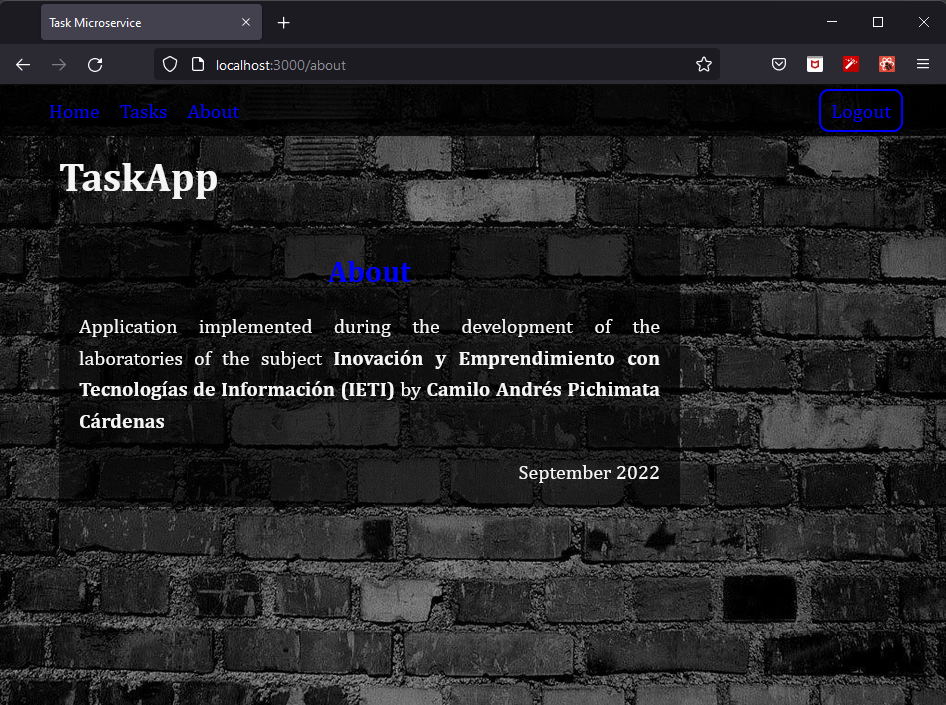 Task Microservice
localhost:3000/about
Home Tasks About Logout
TaskApp
About
Application implemented during the development of the
laboratories of the subject Inovación y Emprendimiento con
Tecnologías de Información (IETI) by Camilo Andrés Pichimata
Cárdenas
September 2022